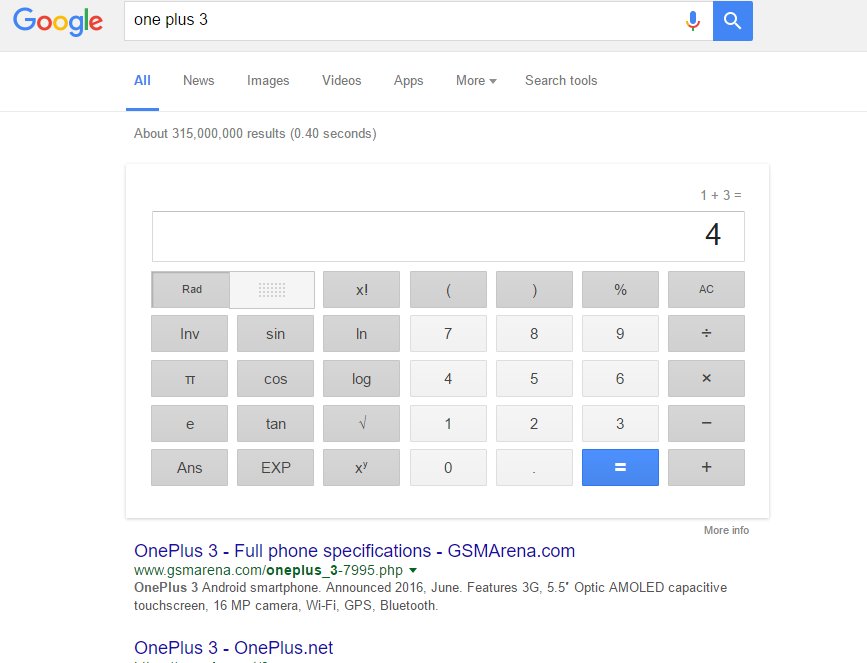 Google
one plus 3
All News Images Videos Apps More Search tools
About 315,000,000 results (0.40 seconds)
1 + 3 =
4
Rad x! ( ) % AC
Inv sin ln 7 8 9 ÷
π cos log 4 5 6 ×
e tan √ 1 2 3 −
Ans EXP xʸ 0 . = +
More info
OnePlus 3 - Full phone specifications - GSMArena.com
www.gsmarena.com/oneplus_3-7995.php
OnePlus 3 Android smartphone. Announced 2016, June. Features 3G, 5.5″ Optic AMOLED capacitive
touchscreen, 16 MP camera, Wi-Fi, GPS, Bluetooth.
OnePlus 3 - OnePlus.net